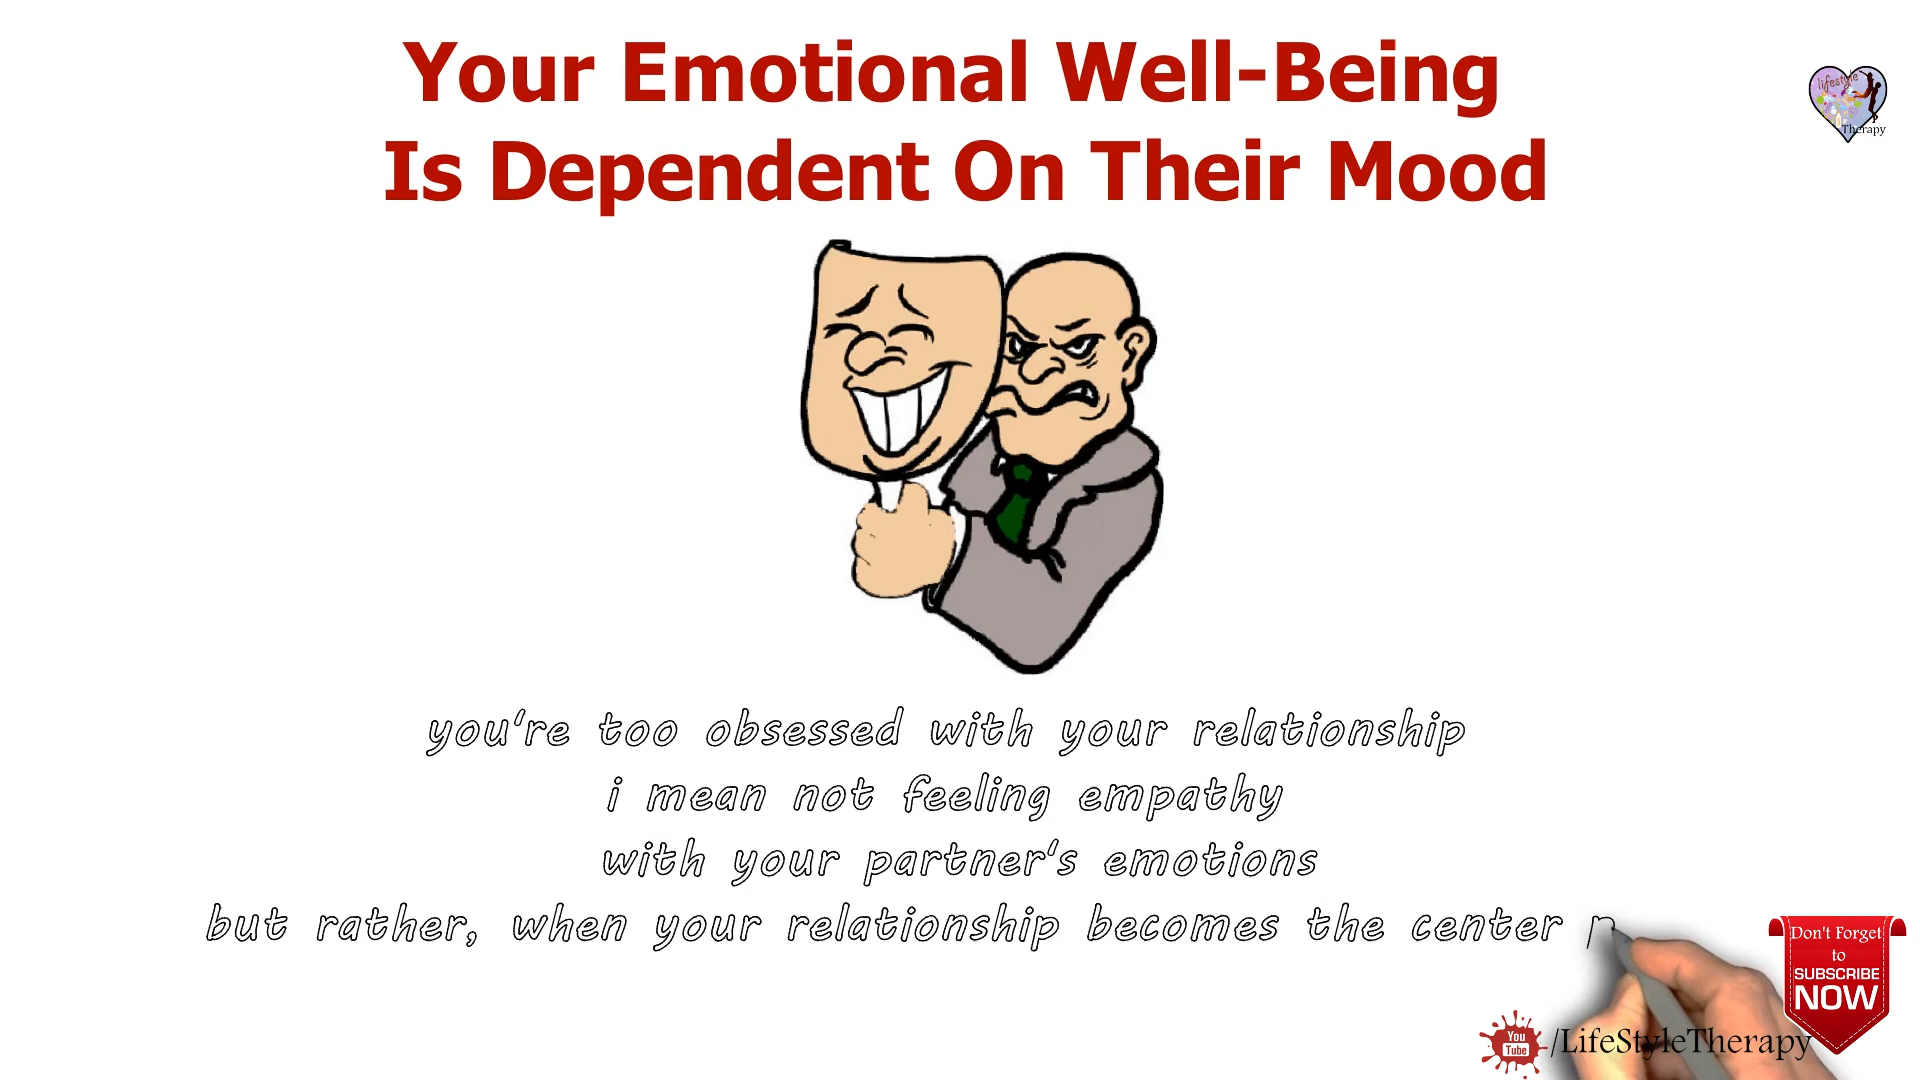 Your Emotional Well-Being
Is Dependent On Their Mood
lifestyle
Therapy
you're too obsessed with your relationship
i mean not feeling empathy
with your partner's emotions
but rather, when your relationship becomes the center
Don't Forget
to
SUBSCRIBE
NOW
You
Tube
/LifeStyleTherapy